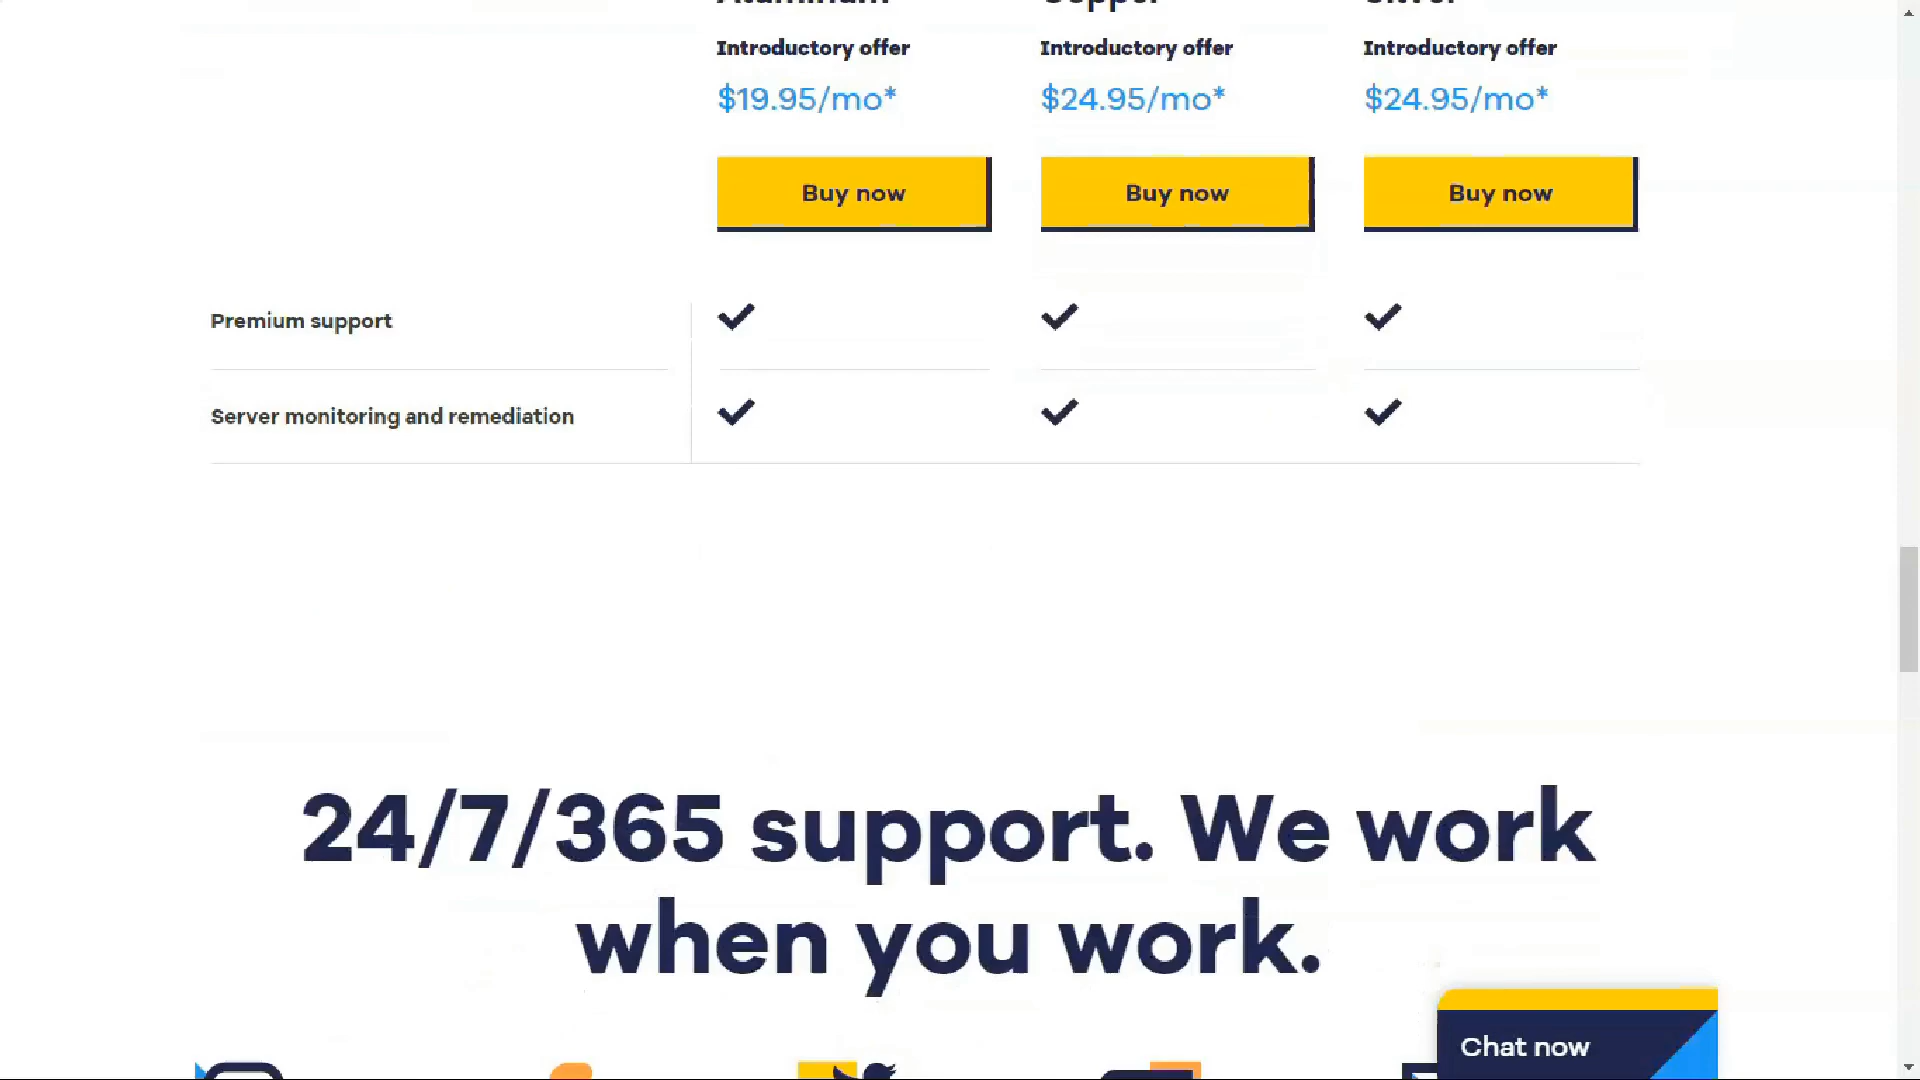 Introductory offer Introductory offer Introductory offer
$19.95/mo* $24.95/mo* $24.95/mo*
Buy now Buy now Buy now
Premium support
Server monitoring and remediation
24/7/365 support. We work
when you work.
Chat now